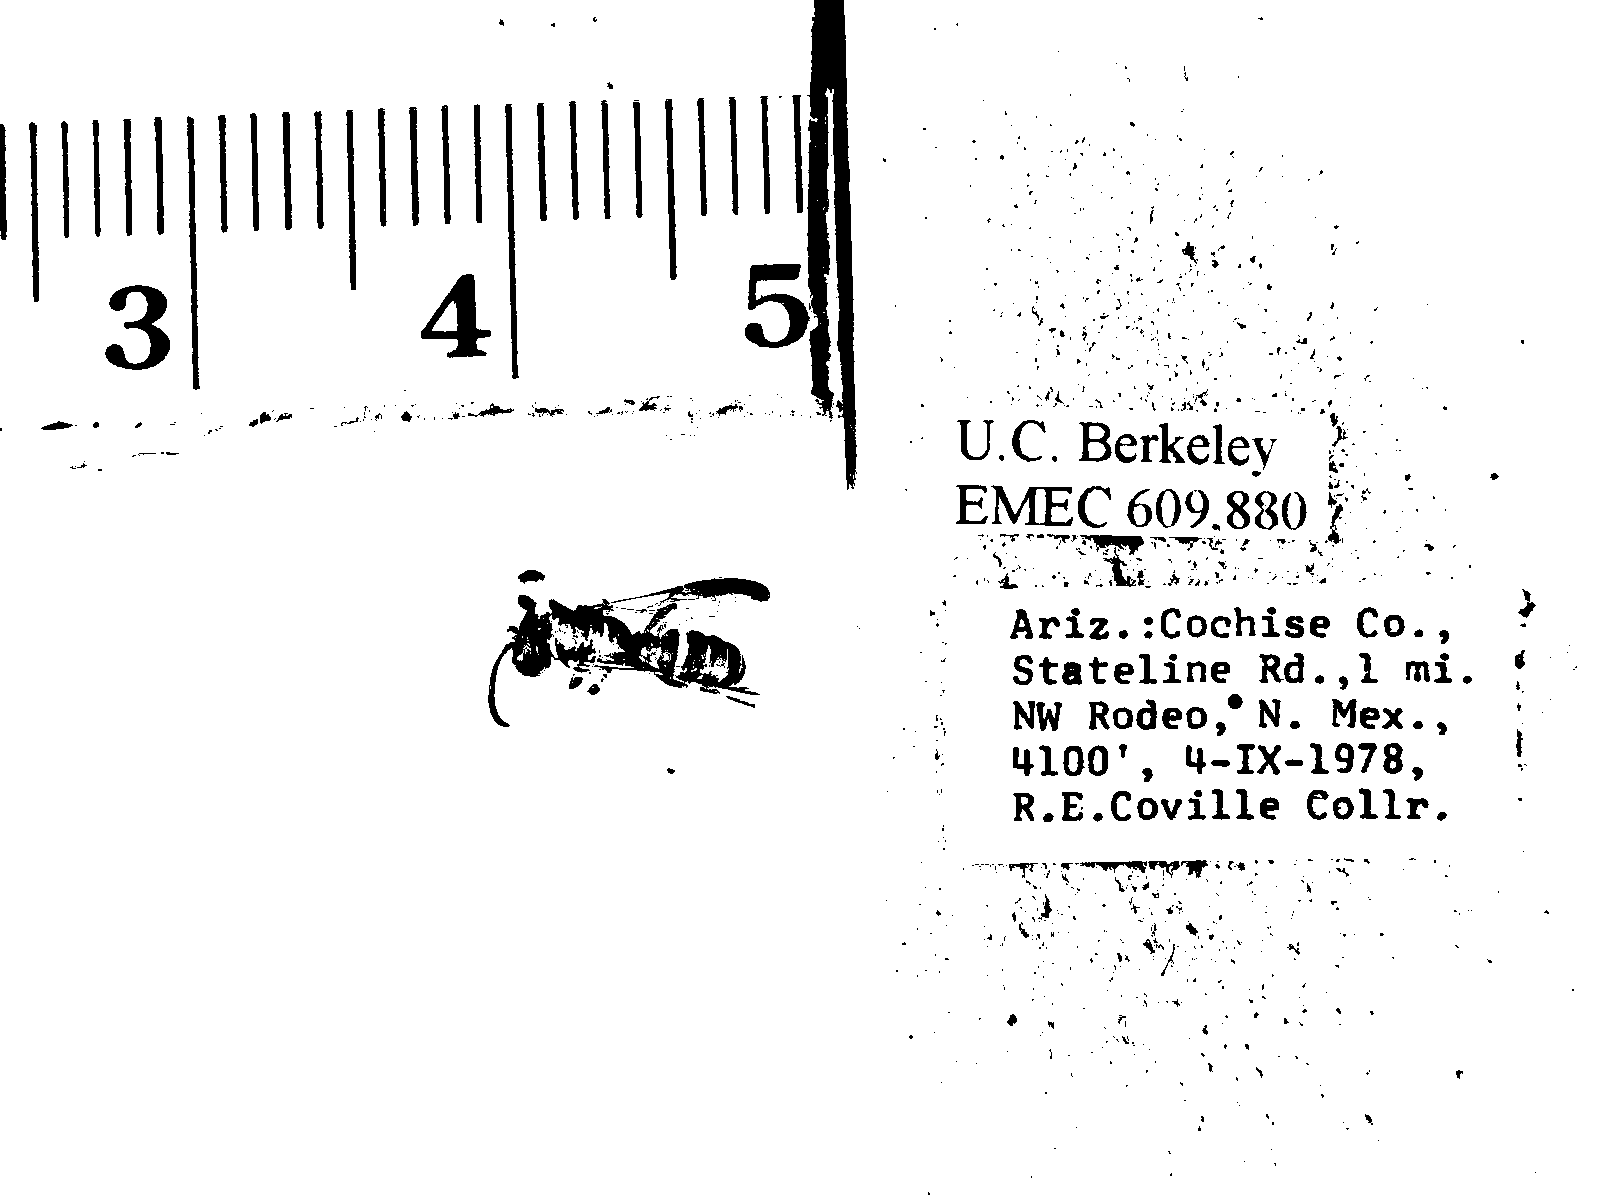 3 4 5
U.C. Berkeley
EMEC 609,880
Ariz.:Cochise Co.,
Stateline Rd.,1 mi.
NW Rodeo, N. Mex.,
4100', 4-IX-1978,
R.E.Coville Collr.